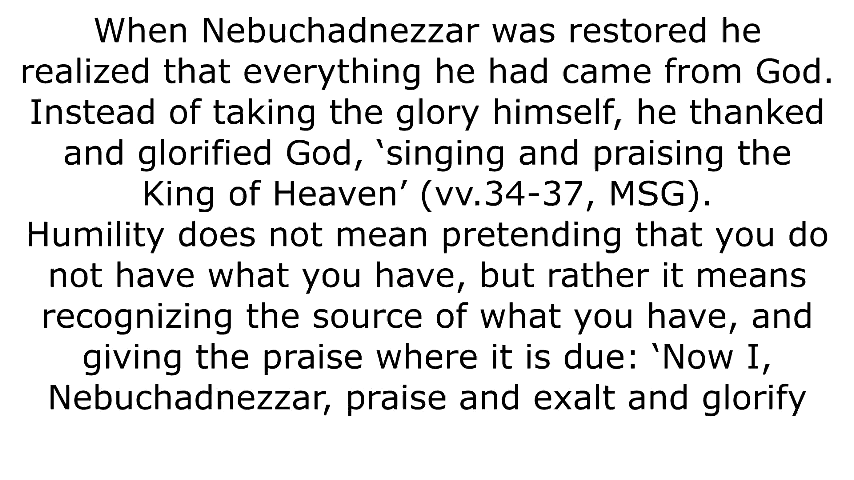 When Nebuchadnezzar was restored he
realized that everything he had came from God.
Instead of taking the glory himself, he thanked
and glorified God, ‘singing and praising the
King of Heaven’ (vv.34-37, MSG).
Humility does not mean pretending that you do
not have what you have, but rather it means
recognizing the source of what you have, and
giving the praise where it is due: ‘Now I,
Nebuchadnezzar, praise and exalt and glorify